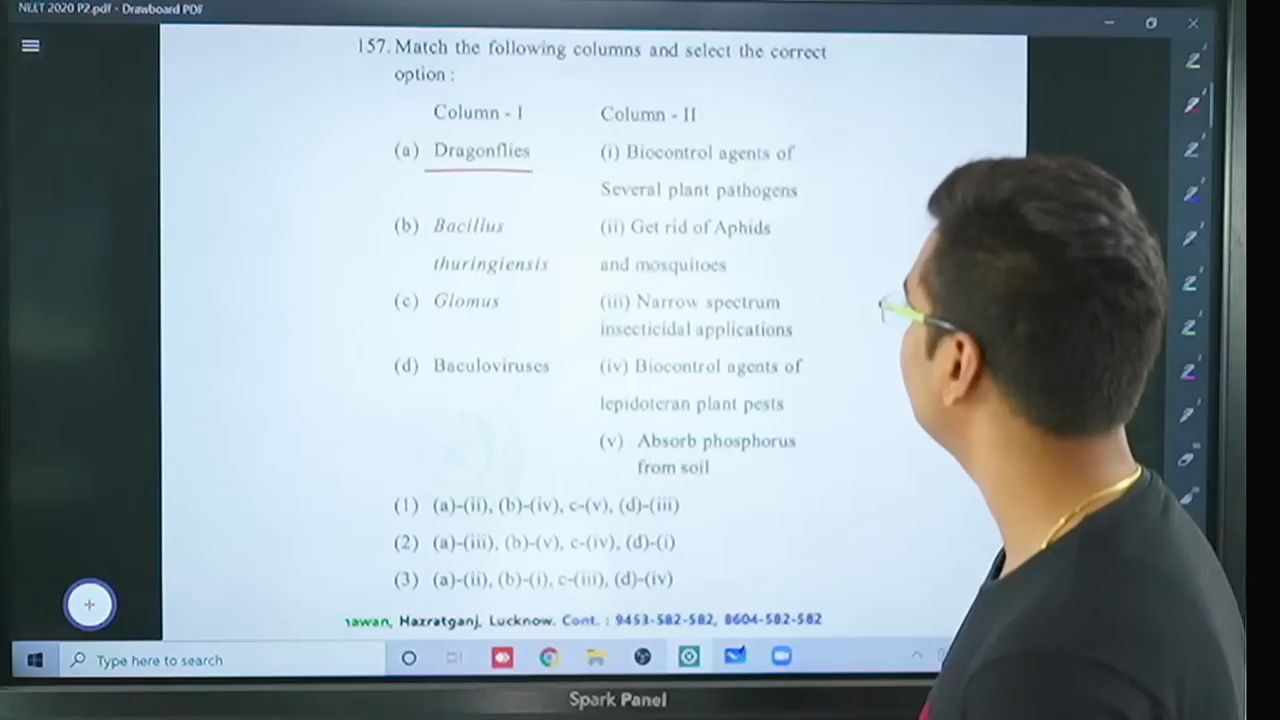 NEET 2020 P2.pdf - Drawboard PDF
157. Match the following columns and select the correct
option :
Column - I Column - II
(a) Dragonflies (i) Biocontrol agents of
Several plant pathogens
(b) Bacillus (ii) Get rid of Aphids
thuringiensis and mosquitoes
(c) Glomus (iii) Narrow spectrum
insecticidal applications
(d) Baculoviruses (iv) Biocontrol agents of
lepidoteran plant pests
(v) Absorb phosphorus
from soil
(1) (a)-(ii), (b)-(iv), c-(v), (d)-(iii)
(2) (a)-(iii), (b)-(v), c-(iv), (d)-(i)
(3) (a)-(ii), (b)-(i), c-(iii), (d)-(iv)
Hazratganj, Lucknow. Cont. : 9453-582-582, 8604-582-582
Type here to search
Spark Panel